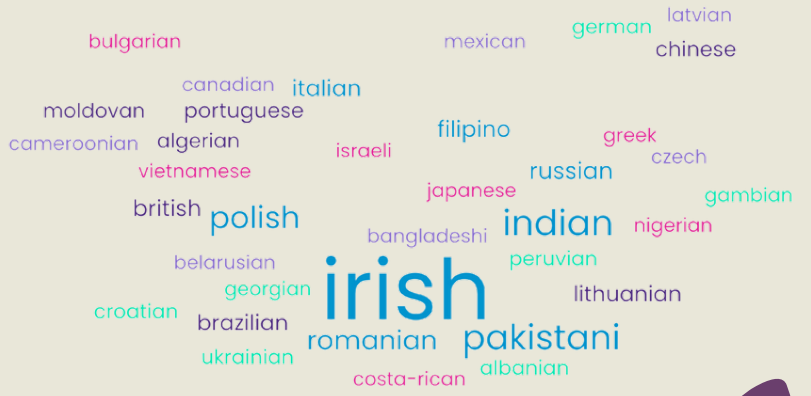 latvian
bulgarian
mexican
german
chinese
canadian
italian
moldovan
portuguese
cameroonian
algerian
israeli
filipino
greek
czech
vietnamese
japanese
russian
gambian
british
polish
indian
nigerian
bangladeshi
belarusian
peruvian
georgian
irish
lithuanian
croatian
brazilian
romanian
pakistani
ukrainian
albanian
costa-rican